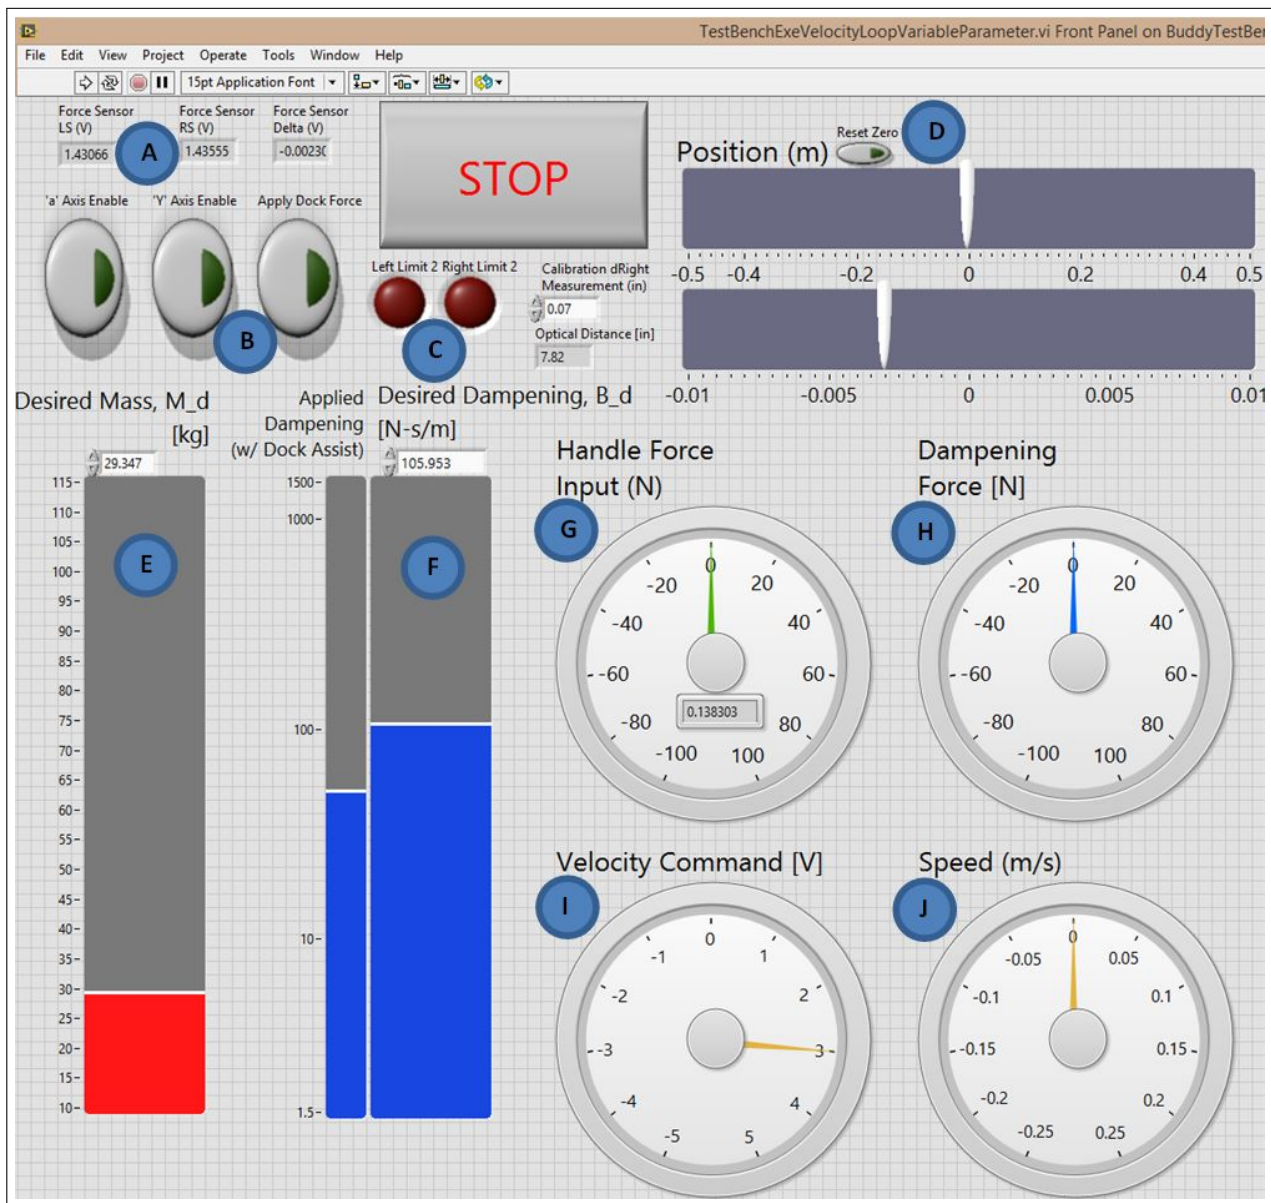 TestBenchExeVelocityLoopVariableParameter.vi Front Panel on BuddyTestBen
File Edit View Project Operate Tools Window Help
15pt Application Font
Force Sensor LS (V)
1.43066
A
Force Sensor RS (V)
1.43555
Force Sensor Delta (V)
-0.00230
STOP
Position (m)
Reset Zero
D
-0.5 -0.4 -0.2 0 0.2 0.4 0.5
-0.01 -0.005 0 0.005 0.01
'a' Axis Enable
'Y' Axis Enable
Apply Dock Force
B
Left Limit 2
Right Limit 2
C
Calibration dRight
Measurement (in)
0.07
Optical Distance [in]
7.82
Desired Mass, M_d
[kg]
29.347
E
115
110
105
100
95
90
85
80
75
70
65
60
55
50
45
40
35
30
25
20
15
10
Applied
Dampening
(w/ Dock Assist)
1500
1000
100
10
1.5
Desired Dampening, B_d
[N-s/m]
105.953
F
Handle Force
Input (N)
G
-100 -80 -60 -40 -20 0 20 40 60 80 100
0.138303
Dampening
Force [N]
H
-100 -80 -60 -40 -20 0 20 40 60 80 100
Velocity Command [V]
I
-5 -4 -3 -2 -1 0 1 2 3 4 5
Speed (m/s)
J
-0.25 -0.2 -0.15 -0.1 -0.05 0 0.05 0.1 0.15 0.2 0.25